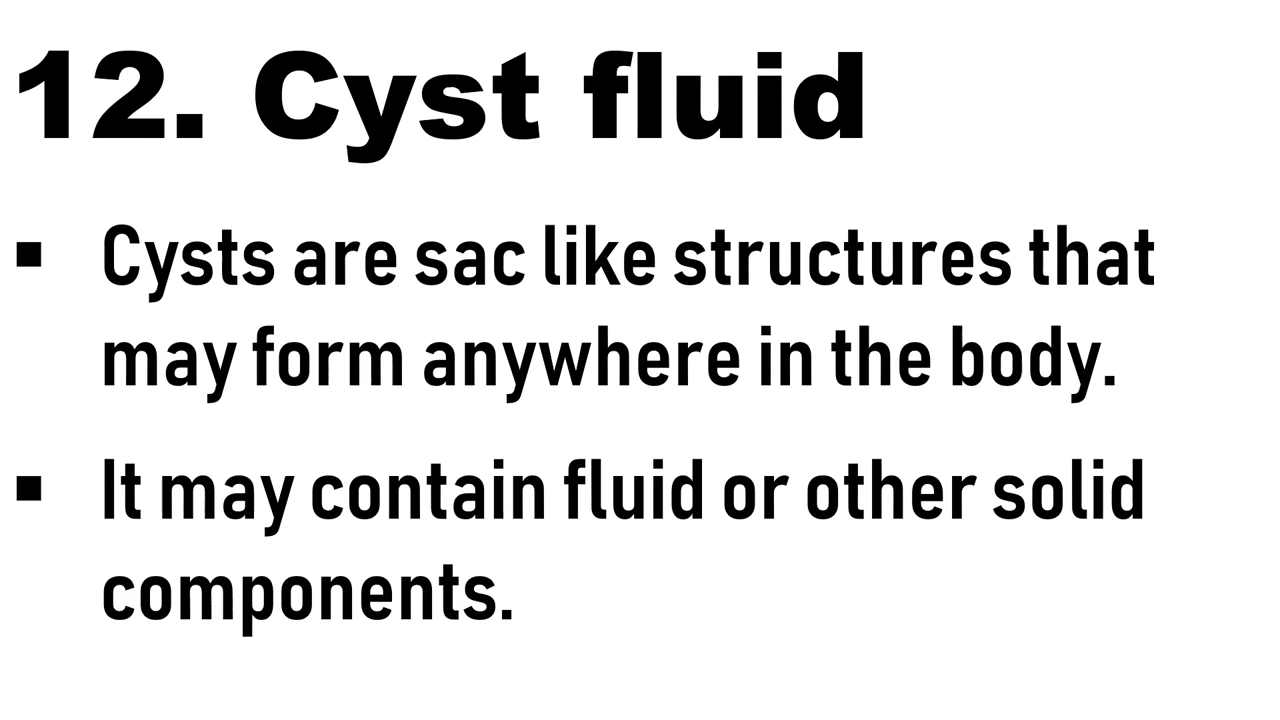 12. Cyst fluid
▪ Cysts are sac like structures that
may form anywhere in the body.
▪ It may contain fluid or other solid
components.